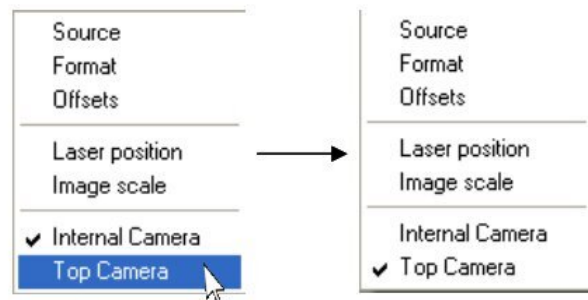 Source
Format
Offsets
Laser position
Image scale
Internal Camera
Top Camera
Source
Format
Offsets
Laser position
Image scale
Internal Camera
Top Camera